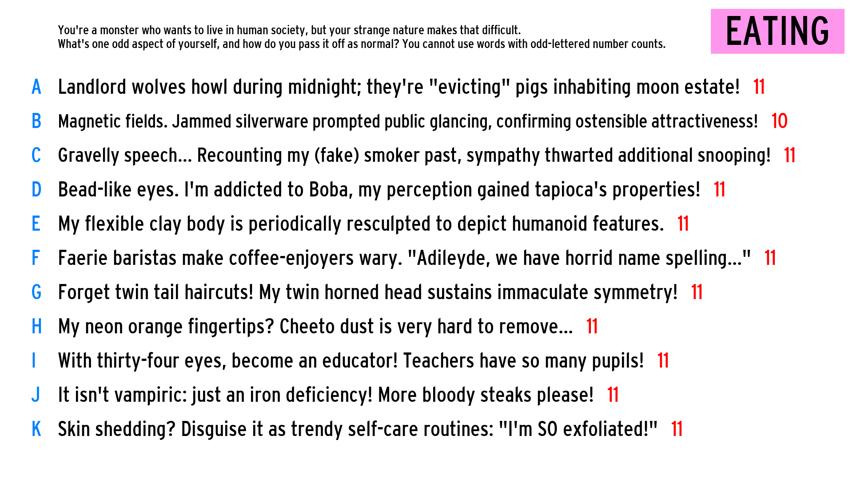 You're a monster who wants to live in human society, but your strange nature makes that difficult.
What's one odd aspect of yourself, and how do you pass it off as normal? You cannot use words with odd-lettered number counts.
EATING
A Landlord wolves howl during midnight; they're "evicting" pigs inhabiting moon estate! 11
B Magnetic fields. Jammed silverware prompted public glancing, confirming ostensible attractiveness! 10
C Gravelly speech... Recounting my (fake) smoker past, sympathy thwarted additional snooping! 11
D Bead-like eyes. I'm addicted to Boba, my perception gained tapioca's properties! 11
E My flexible clay body is periodically resculpted to depict humanoid features. 11
F Faerie baristas make coffee-enjoyers wary. "Adileyde, we have horrid name spelling..." 11
G Forget twin tail haircuts! My twin horned head sustains immaculate symmetry! 11
H My neon orange fingertips? Cheeto dust is very hard to remove... 11
I With thirty-four eyes, become an educator! Teachers have so many pupils! 11
J It isn't vampiric: just an iron deficiency! More bloody steaks please! 11
K Skin shedding? Disguise it as trendy self-care routines: "I'm SO exfoliated!" 11